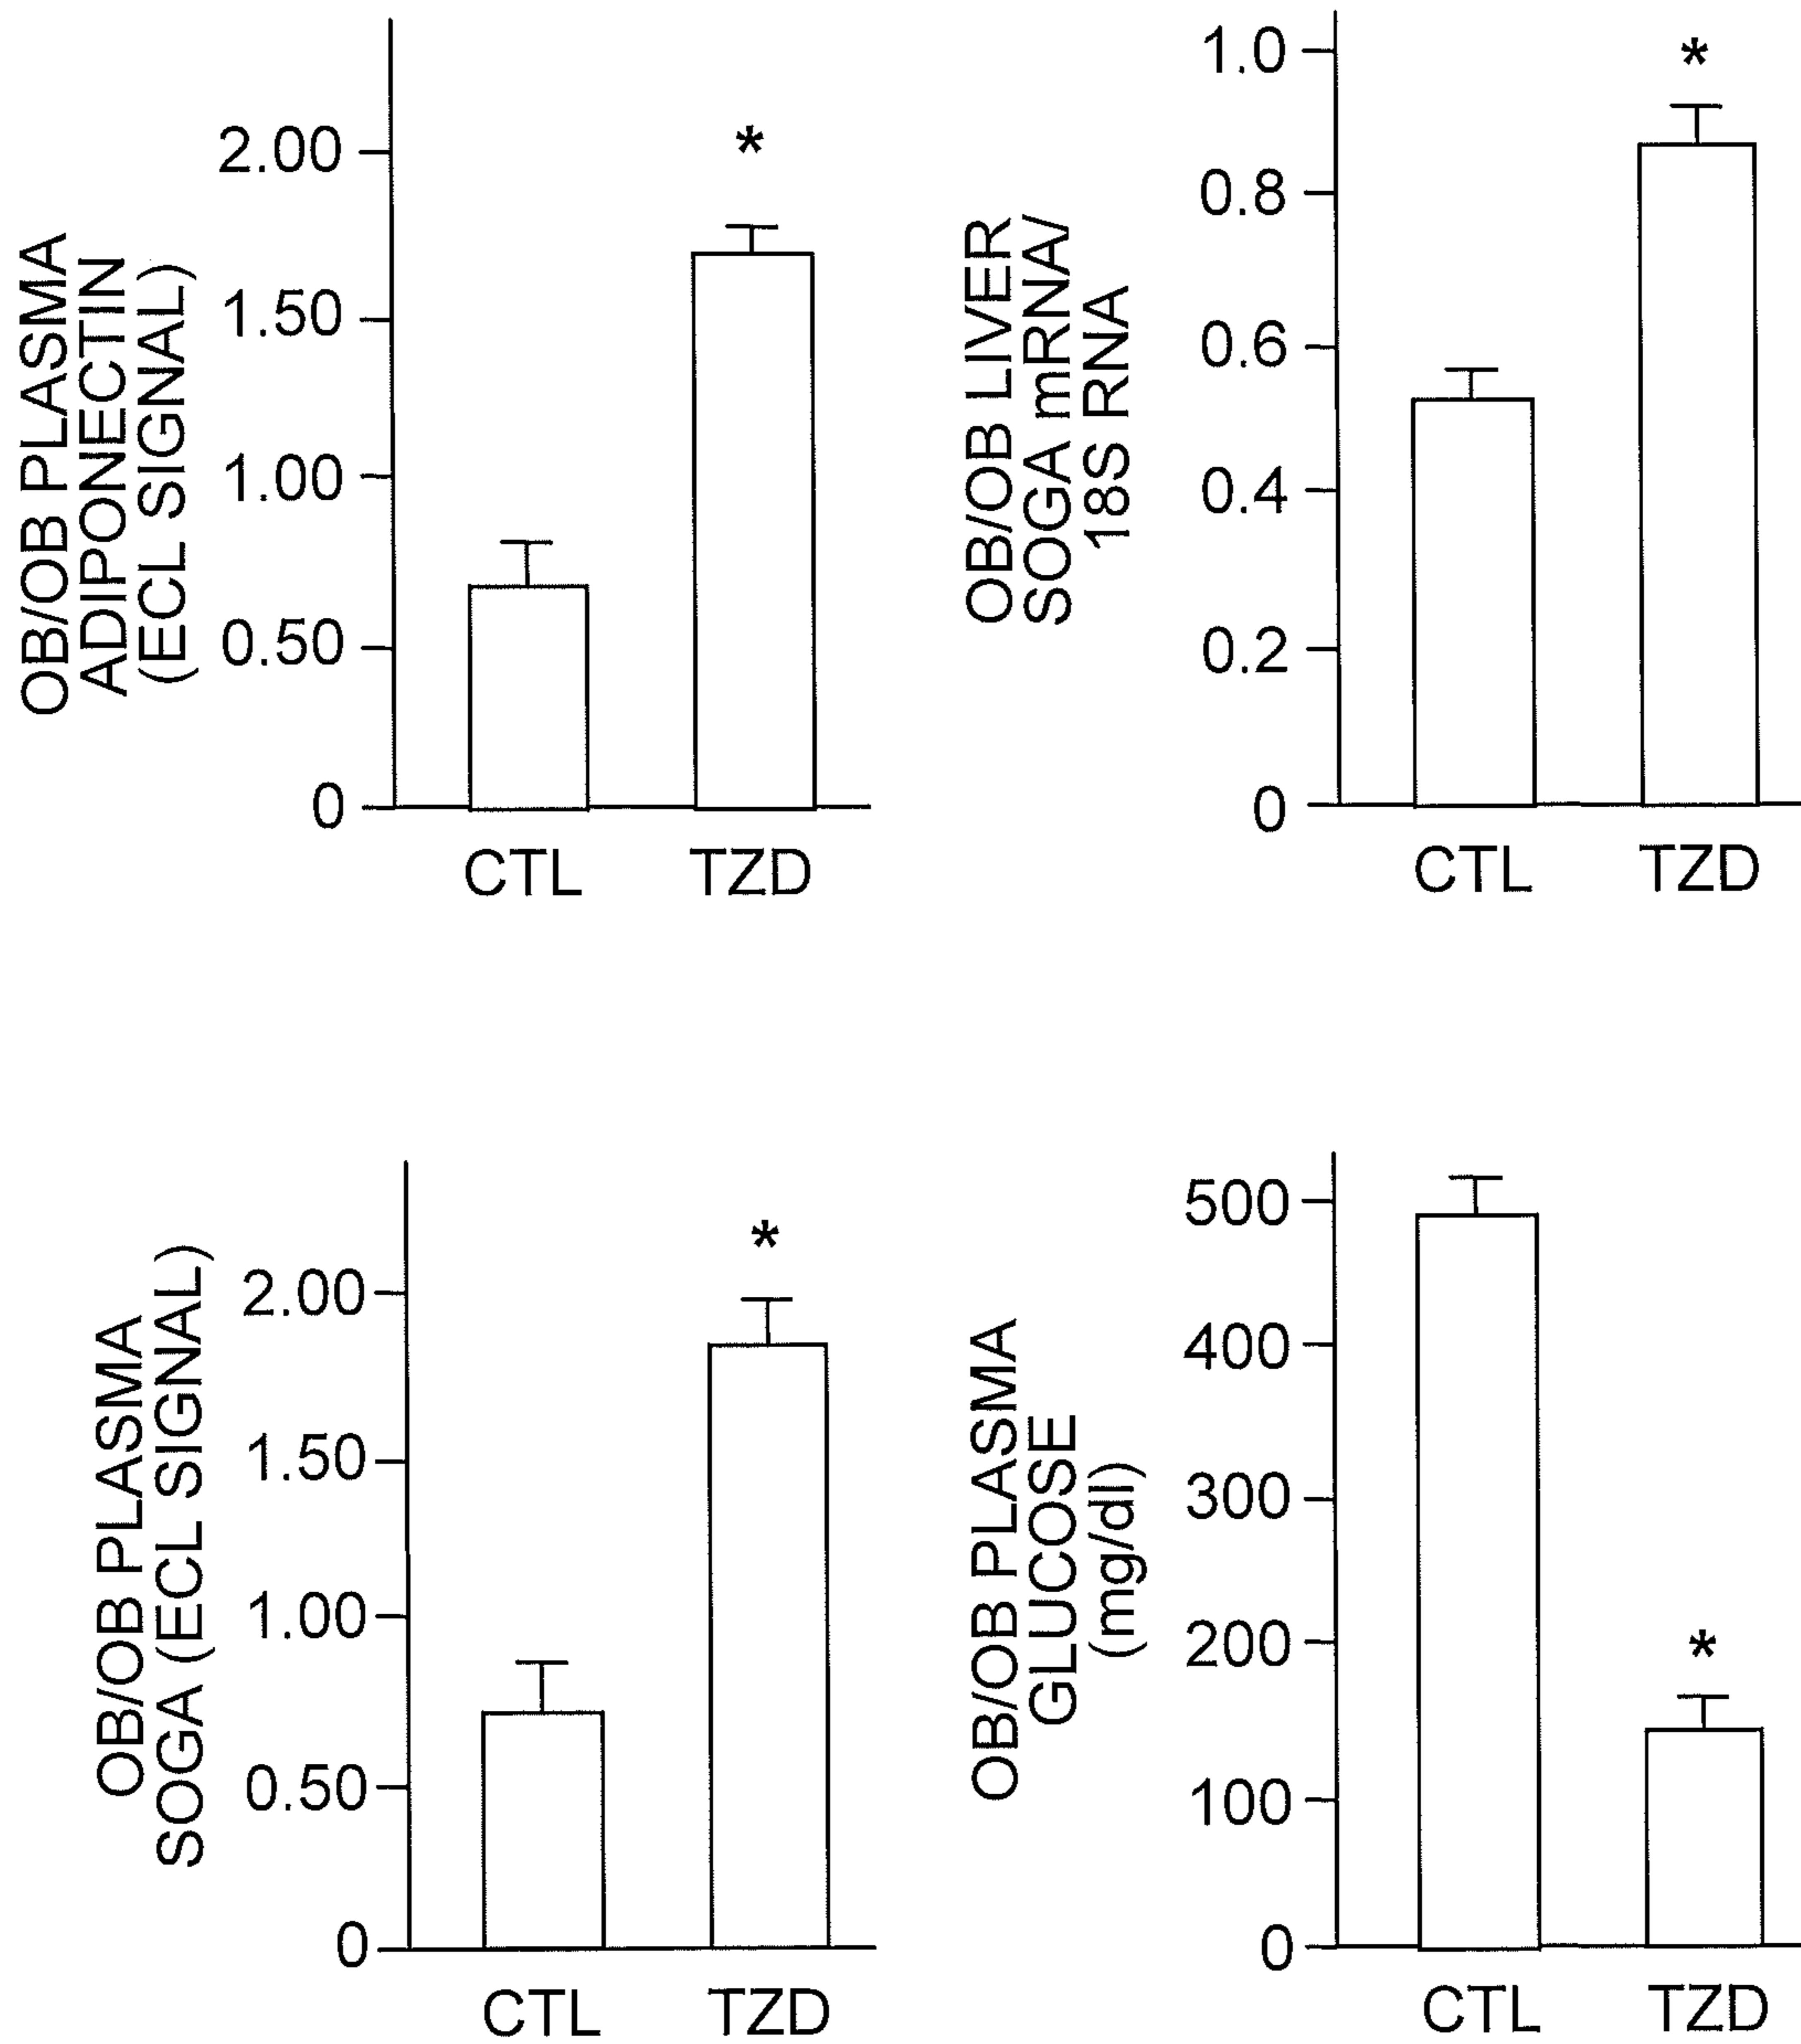 OB/OB PLASMA
ADIPONECTIN
(ECL SIGNAL)
2.00
1.50
1.00
0.50
0
*
CTL TZD
OB/OB LIVER
SOGA mRNA/
18S RNA
1.0
0.8
0.6
0.4
0.2
0
*
CTL TZD
OB/OB PLASMA
SOGA (ECL SIGNAL)
2.00
1.50
1.00
0.50
0
*
CTL TZD
OB/OB PLASMA
GLUCOSE
(mg/dl)
500
400
300
200
100
0
*
CTL TZD